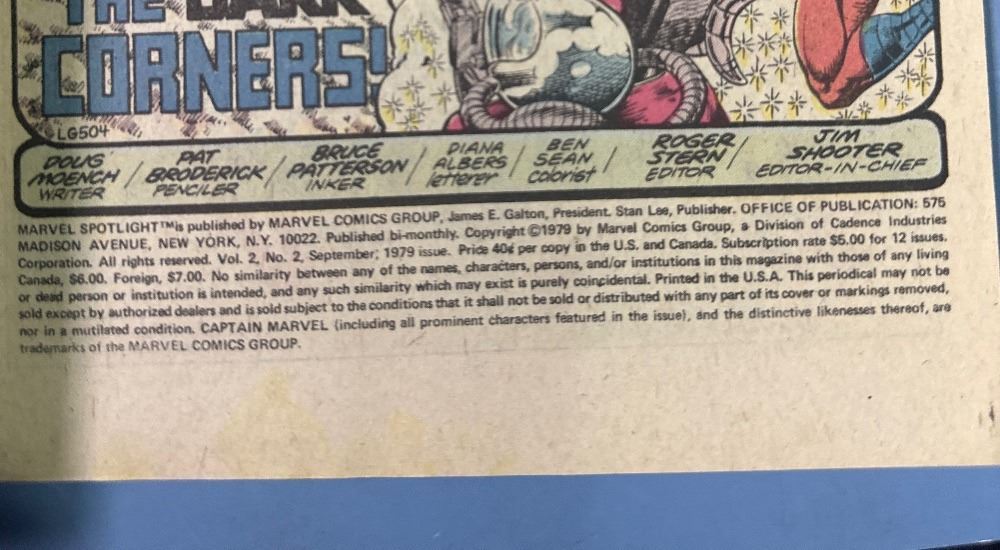 THE DARK
CORNERS!
LG504
DOUG MOENCH WRITER / PAT BRODERICK PENCILER / BRUCE PATTERSON INKER / DIANA ALBERS letterer / BEN SEAN colorist / ROGER STERN EDITOR / JIM SHOOTER EDITOR-IN-CHIEF
MARVEL SPOTLIGHT™ is published by MARVEL COMICS GROUP, James E. Galton, President. Stan Lee, Publisher. OFFICE OF PUBLICATION: 575
MADISON AVENUE, NEW YORK, N.Y. 10022. Published bi-monthly. Copyright ©1979 by Marvel Comics Group, a Division of Cadence Industries
Corporation. All rights reserved. Vol. 2, No. 2, September, 1979 issue. Price 40¢ per copy in the U.S. and Canada. Subscription rate $5.00 for 12 issues.
Canada, $6.00. Foreign, $7.00. No similarity between any of the names, characters, persons, and/or institutions in this magazine with those of any living
or dead person or institution is intended, and any such similarity which may exist is purely coincidental. Printed in the U.S.A. This periodical may not be
sold except by authorized dealers and is sold subject to the conditions that it shall not be sold or distributed with any part of its cover or markings removed,
nor in a mutilated condition. CAPTAIN MARVEL (including all prominent characters featured in the issue), and the distinctive likenesses thereof, are
trademarks of the MARVEL COMICS GROUP.